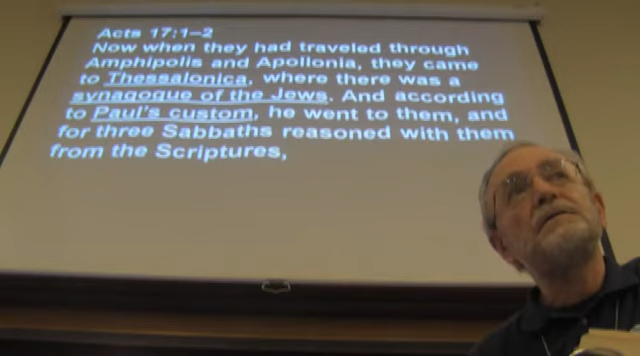 Acts 17:1–2
Now when they had traveled through
Amphipolis and Apollonia, they came
to Thessalonica, where there was a
synagogue of the Jews. And according
to Paul's custom, he went to them, and
for three Sabbaths reasoned with them
from the Scriptures,